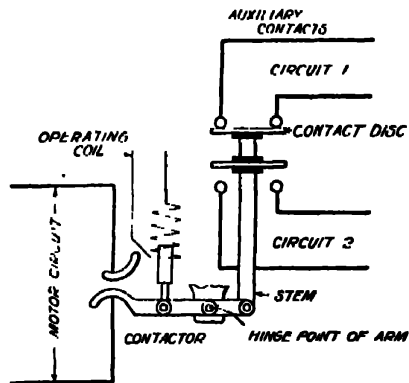 AUXILIARY
CONTACTS
CIRCUIT 1
CONTACT DISC
OPERATING
COIL
CIRCUIT 2
MOTOR CIRCUIT
STEM
CONTACTOR
HINGE POINT OF ARM